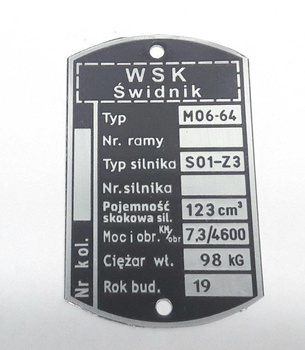 WSK
Świdnik
Typ M06-64
Nr. ramy
Typ silnika S01-Z3
Nr. silnika
Pojemność skokowa sil. 123 cm³
Moc i obr. KM/obr 7,3/4600
Ciężar wł. 98 kG
Rok bud. 19
Nr kol.